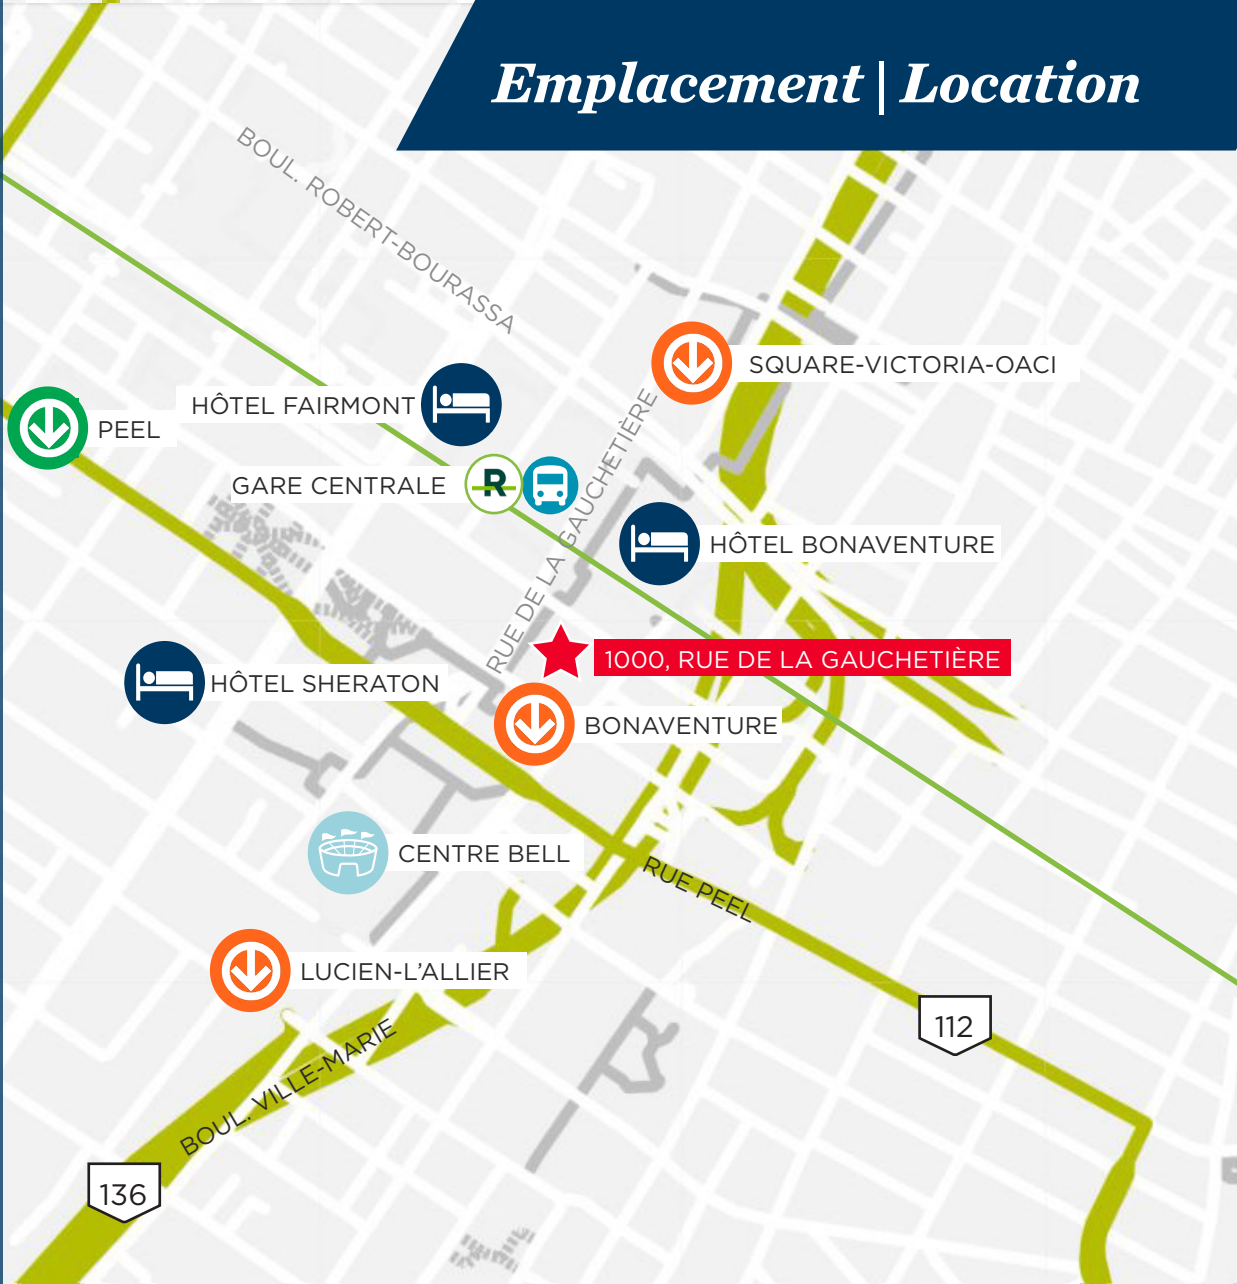 Emplacement | Location
BOUL. ROBERT-BOURASSA
SQUARE-VICTORIA-OACI
HÔTEL FAIRMONT
PEEL
GARE CENTRALE
R
RUE DE LA GAUCHETIÈRE
HÔTEL BONAVENTURE
1000, RUE DE LA GAUCHETIÈRE
HÔTEL SHERATON
BONAVENTURE
CENTRE BELL
RUE PEEL
LUCIEN-L'ALLIER
112
BOUL. VILLE-MARIE
136